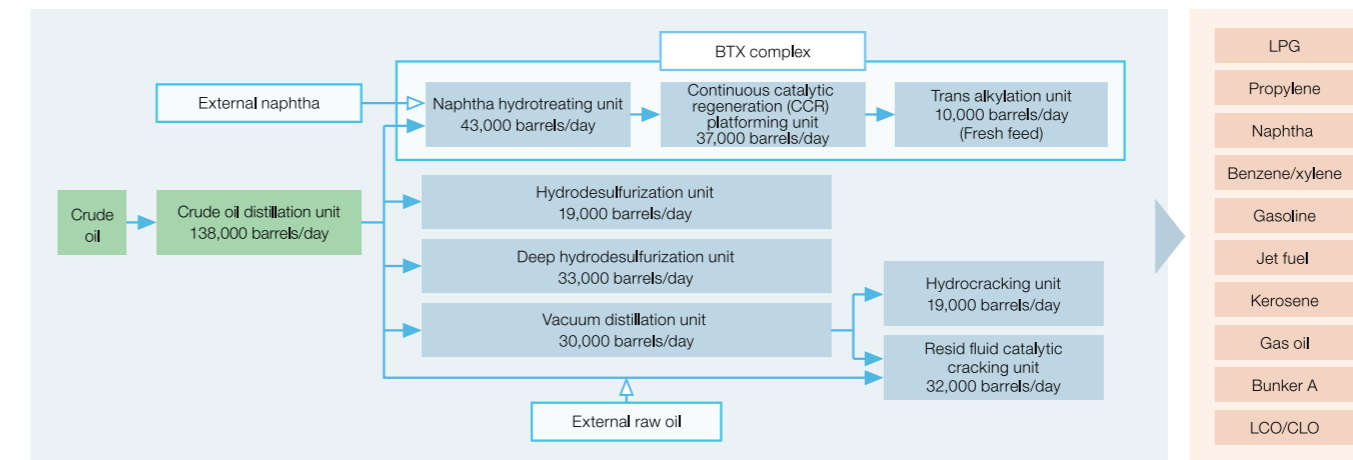 BTX complex
External naphtha
Naphtha hydrotreating unit
43,000 barrels/day
Continuous catalytic
regeneration (CCR)
platforming unit
37,000 barrels/day
Trans alkylation unit
10,000 barrels/day
(Fresh feed)
Crude
oil
Crude oil distillation unit
138,000 barrels/day
Hydrodesulfurization unit
19,000 barrels/day
Deep hydrodesulfurization unit
33,000 barrels/day
Vacuum distillation unit
30,000 barrels/day
Hydrocracking unit
19,000 barrels/day
Resid fluid catalytic
cracking unit
32,000 barrels/day
External raw oil
LPG
Propylene
Naphtha
Benzene/xylene
Gasoline
Jet fuel
Kerosene
Gas oil
Bunker A
LCO/CLO